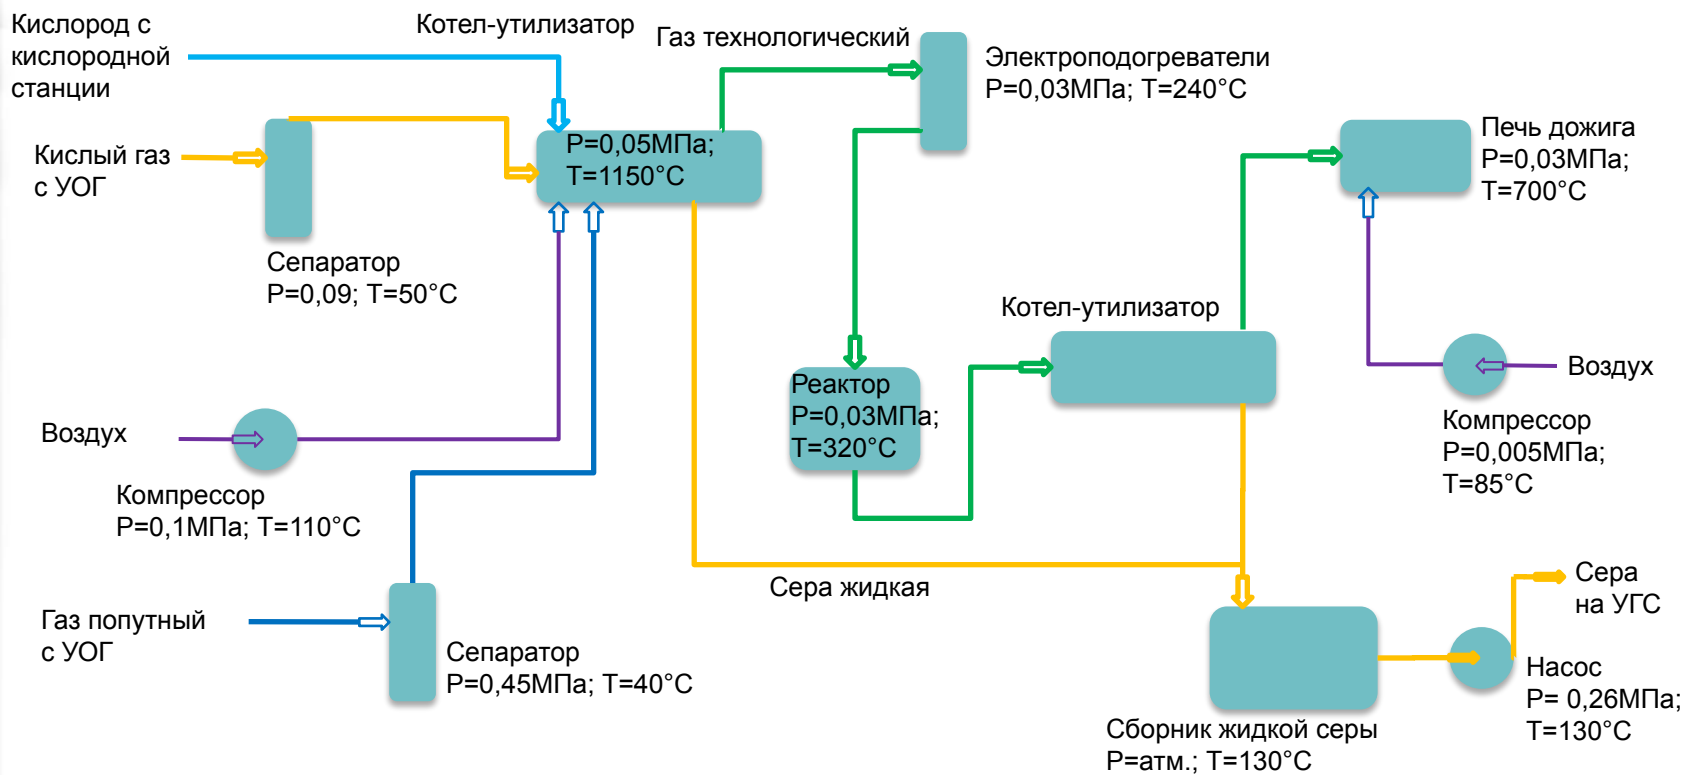 Кислород с
кислородной
станции
Котел-утилизатор
Газ технологический
Электроподогреватели
Р=0,03МПа; Т=240°С
Печь дожига
Р=0,03МПа;
Т=700°С
Кислый газ
с УОГ
Р=0,05МПа;
Т=1150°С
Сепаратор
Р=0,09; Т=50°С
Котел-утилизатор
Реактор
Р=0,03МПа;
Т=320°С
Воздух
Компрессор
Р=0,005МПа;
Т=85°С
Воздух
Компрессор
Р=0,1МПа; Т=110°С
Сера жидкая
Газ попутный
с УОГ
Сепаратор
Р=0,45МПа; Т=40°С
Сера
на УГС
Насос
Р= 0,26МПа;
Т=130°С
Сборник жидкой серы
Р=атм.; Т=130°С